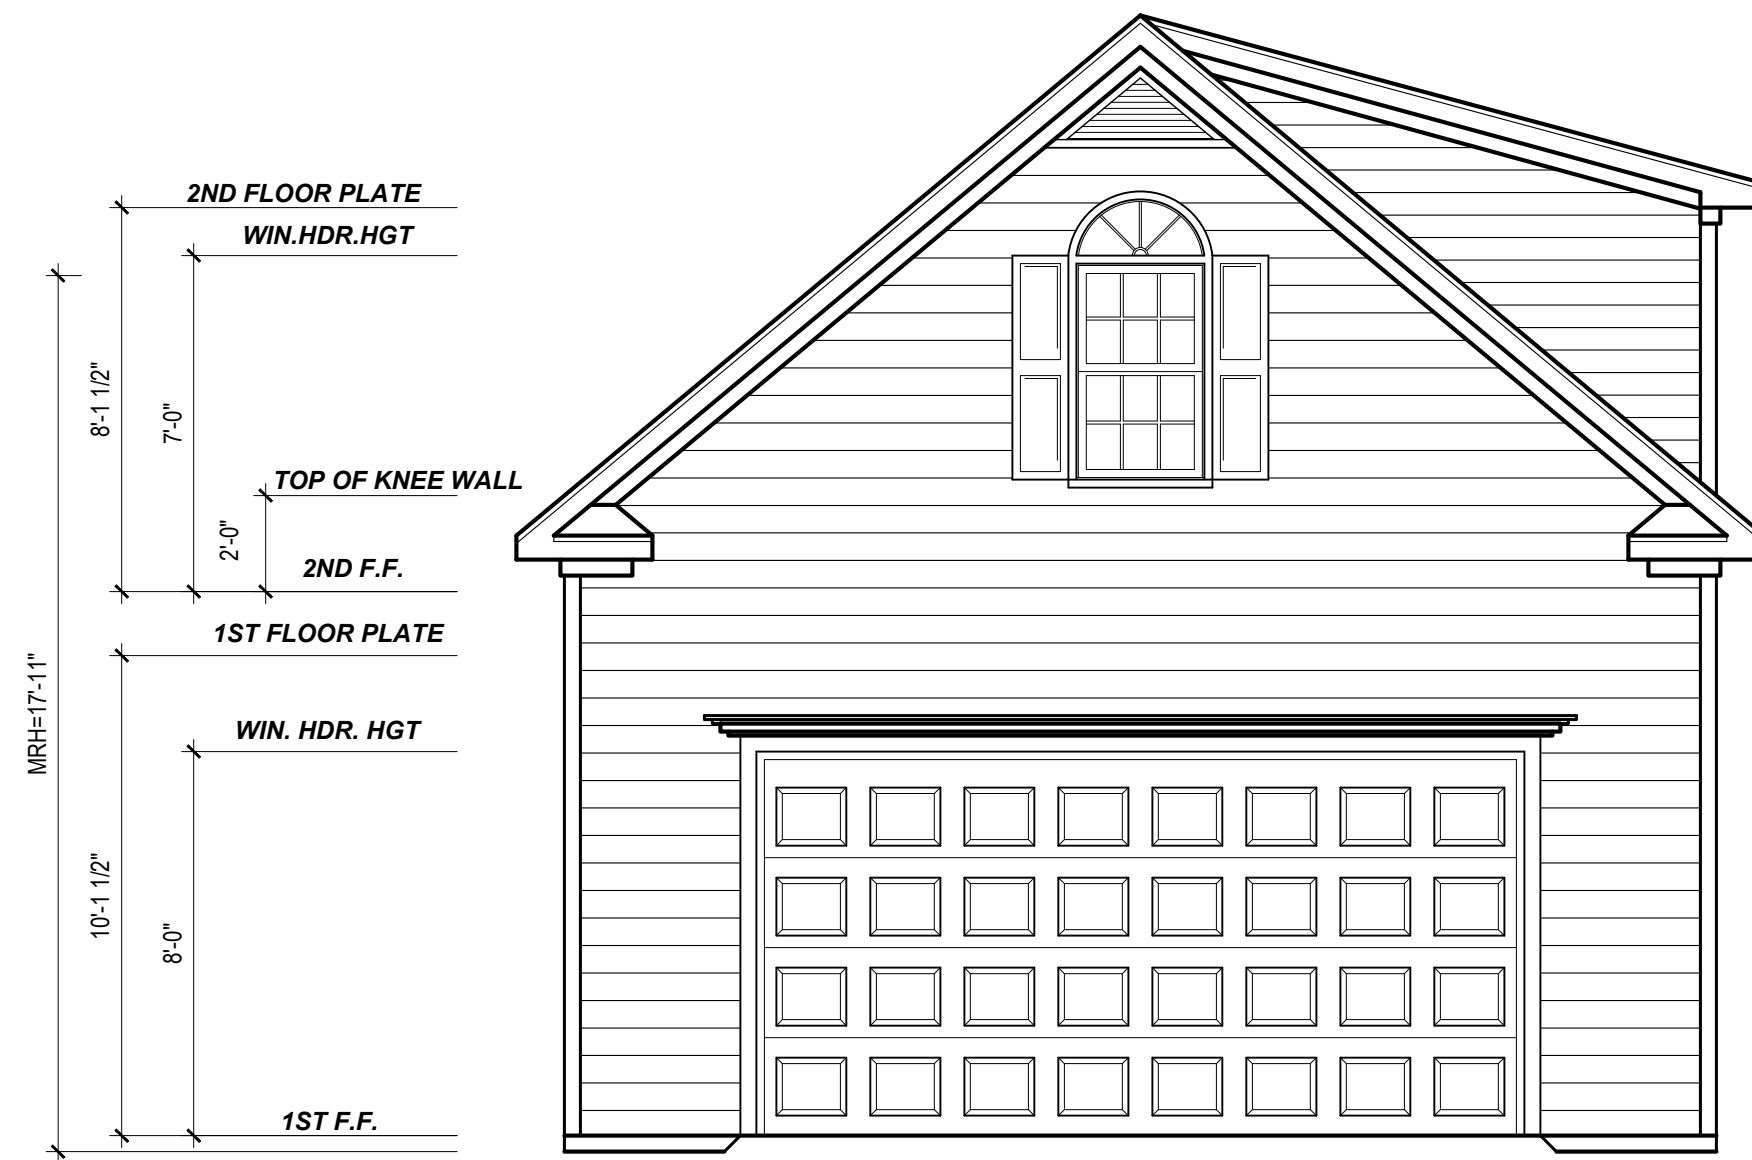 2ND FLOOR PLATE
WIN.HDR.HGT
8'-1 1/2"
7'-0"
TOP OF KNEE WALL
2'-0"
2ND F.F.
1ST FLOOR PLATE
MRH=17'-11"
WIN. HDR. HGT
10'-1 1/2"
8'-0"
1ST F.F.